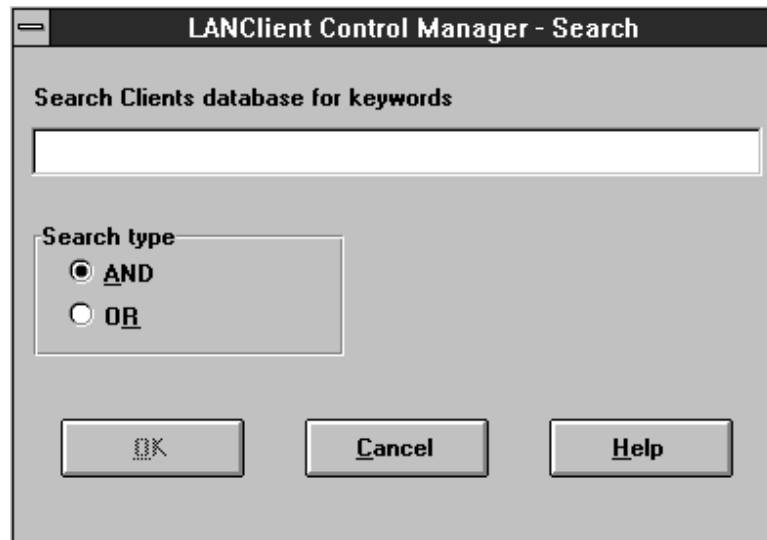 LANClient Control Manager - Search
Search Clients database for keywords
Search type
AND
OR
OK
Cancel
Help